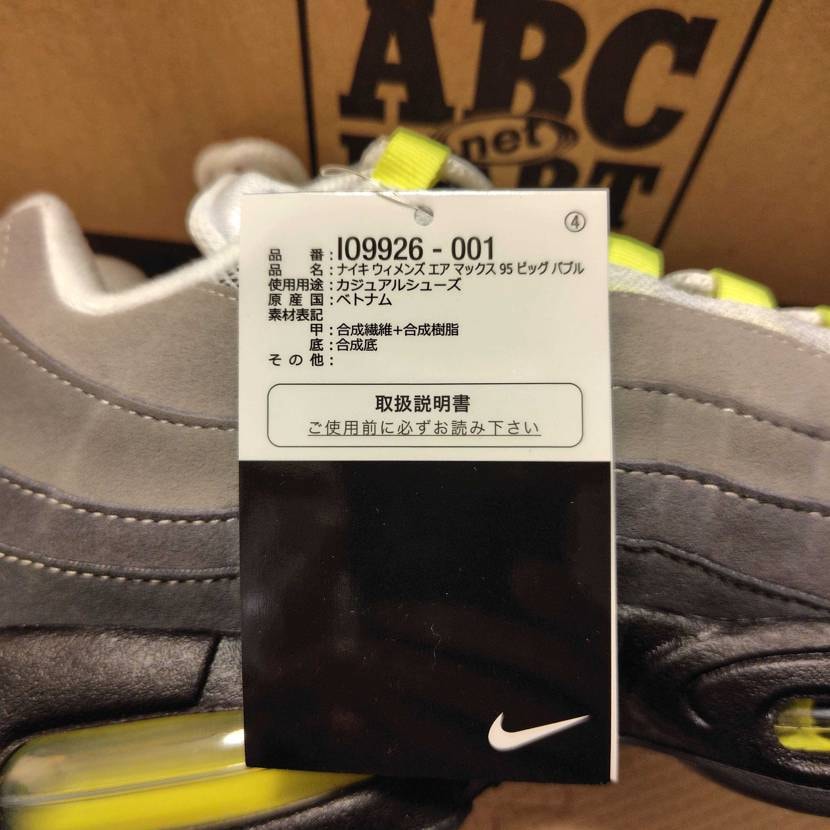 ABC
.net
MART
④
品番：IO9926 - 001
品名：ナイキ ウィメンズ エア マックス 95 ビッグ バブル
使用用途：カジュアルシューズ
原産国：ベトナム
素材表記
甲：合成繊維+合成樹脂
底：合成底
その他：
取扱説明書
ご使用前に必ずお読み下さい